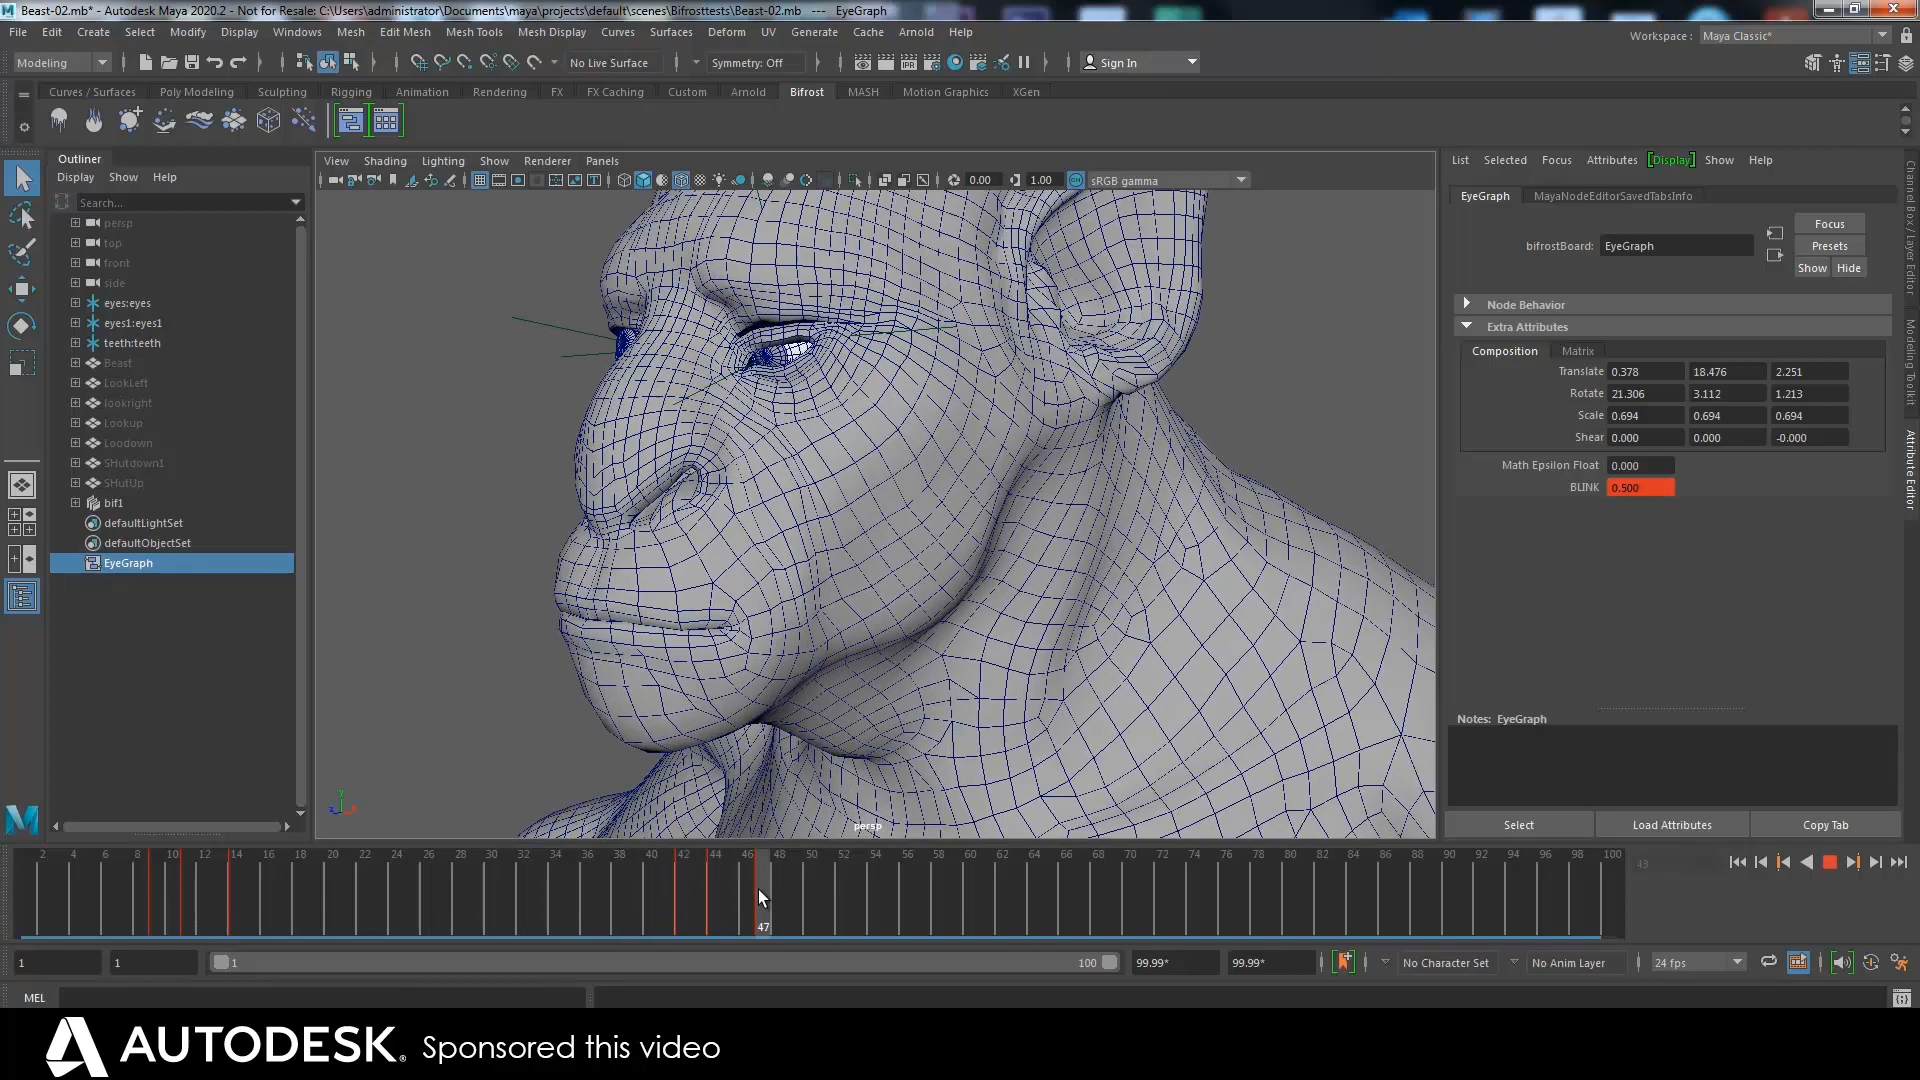 Beast-02.mb* - Autodesk Maya 2020.2 - Not for Resale: C:\Users\administrator\Documents\maya\projects\default\scenes\Bifrosttests\Beast-02.mb --- EyeGraph
File Edit Create Select Modify Display Windows Mesh Edit Mesh Mesh Tools Mesh Display Curves Surfaces Deform UV Generate Cache Arnold Help
Workspace : Maya Classic*
Modeling No Live Surface Symmetry: Off Sign In
Curves / Surfaces Poly Modeling Sculpting Rigging Animation Rendering FX FX Caching Custom Arnold Bifrost MASH Motion Graphics XGen
Outliner
Display Show Help
Search...
persp
top
front
side
eyes:eyes
eyes1:eyes1
teeth:teeth
Beast
LookLeft
lookright
Lookup
Loodown
SHutdown1
SHutUp
bif1
defaultLightSet
defaultObjectSet
EyeGraph
View Shading Lighting Show Renderer Panels
0.00 1.00 sRGB gamma
persp
List Selected Focus Attributes [Display] Show Help
EyeGraph MayaNodeEditorSavedTabsInfo
bifrostBoard: EyeGraph
Focus
Presets
Show Hide
Node Behavior
Extra Attributes
Composition Matrix
Translate 0.378 18.476 2.251
Rotate 21.306 3.112 1.213
Scale 0.694 0.694 0.694
Shear 0.000 0.000 -0.000
Math Epsilon Float 0.000
BLINK 0.500
Notes: EyeGraph
Select Load Attributes Copy Tab
Channel Box / Layer Editor
Modeling Toolkit
Attribute Editor
2 4 6 8 10 12 14 16 18 20 22 24 26 28 30 32 34 36 38 40 42 44 46 48 50 52 54 56 58 60 62 64 66 68 70 72 74 76 78 80 82 84 86 88 90 92 94 96 98 100
43
47
1 1 1 100 99.99* 99.99* No Character Set No Anim Layer 24 fps
MEL
AUTODESK. Sponsored this video